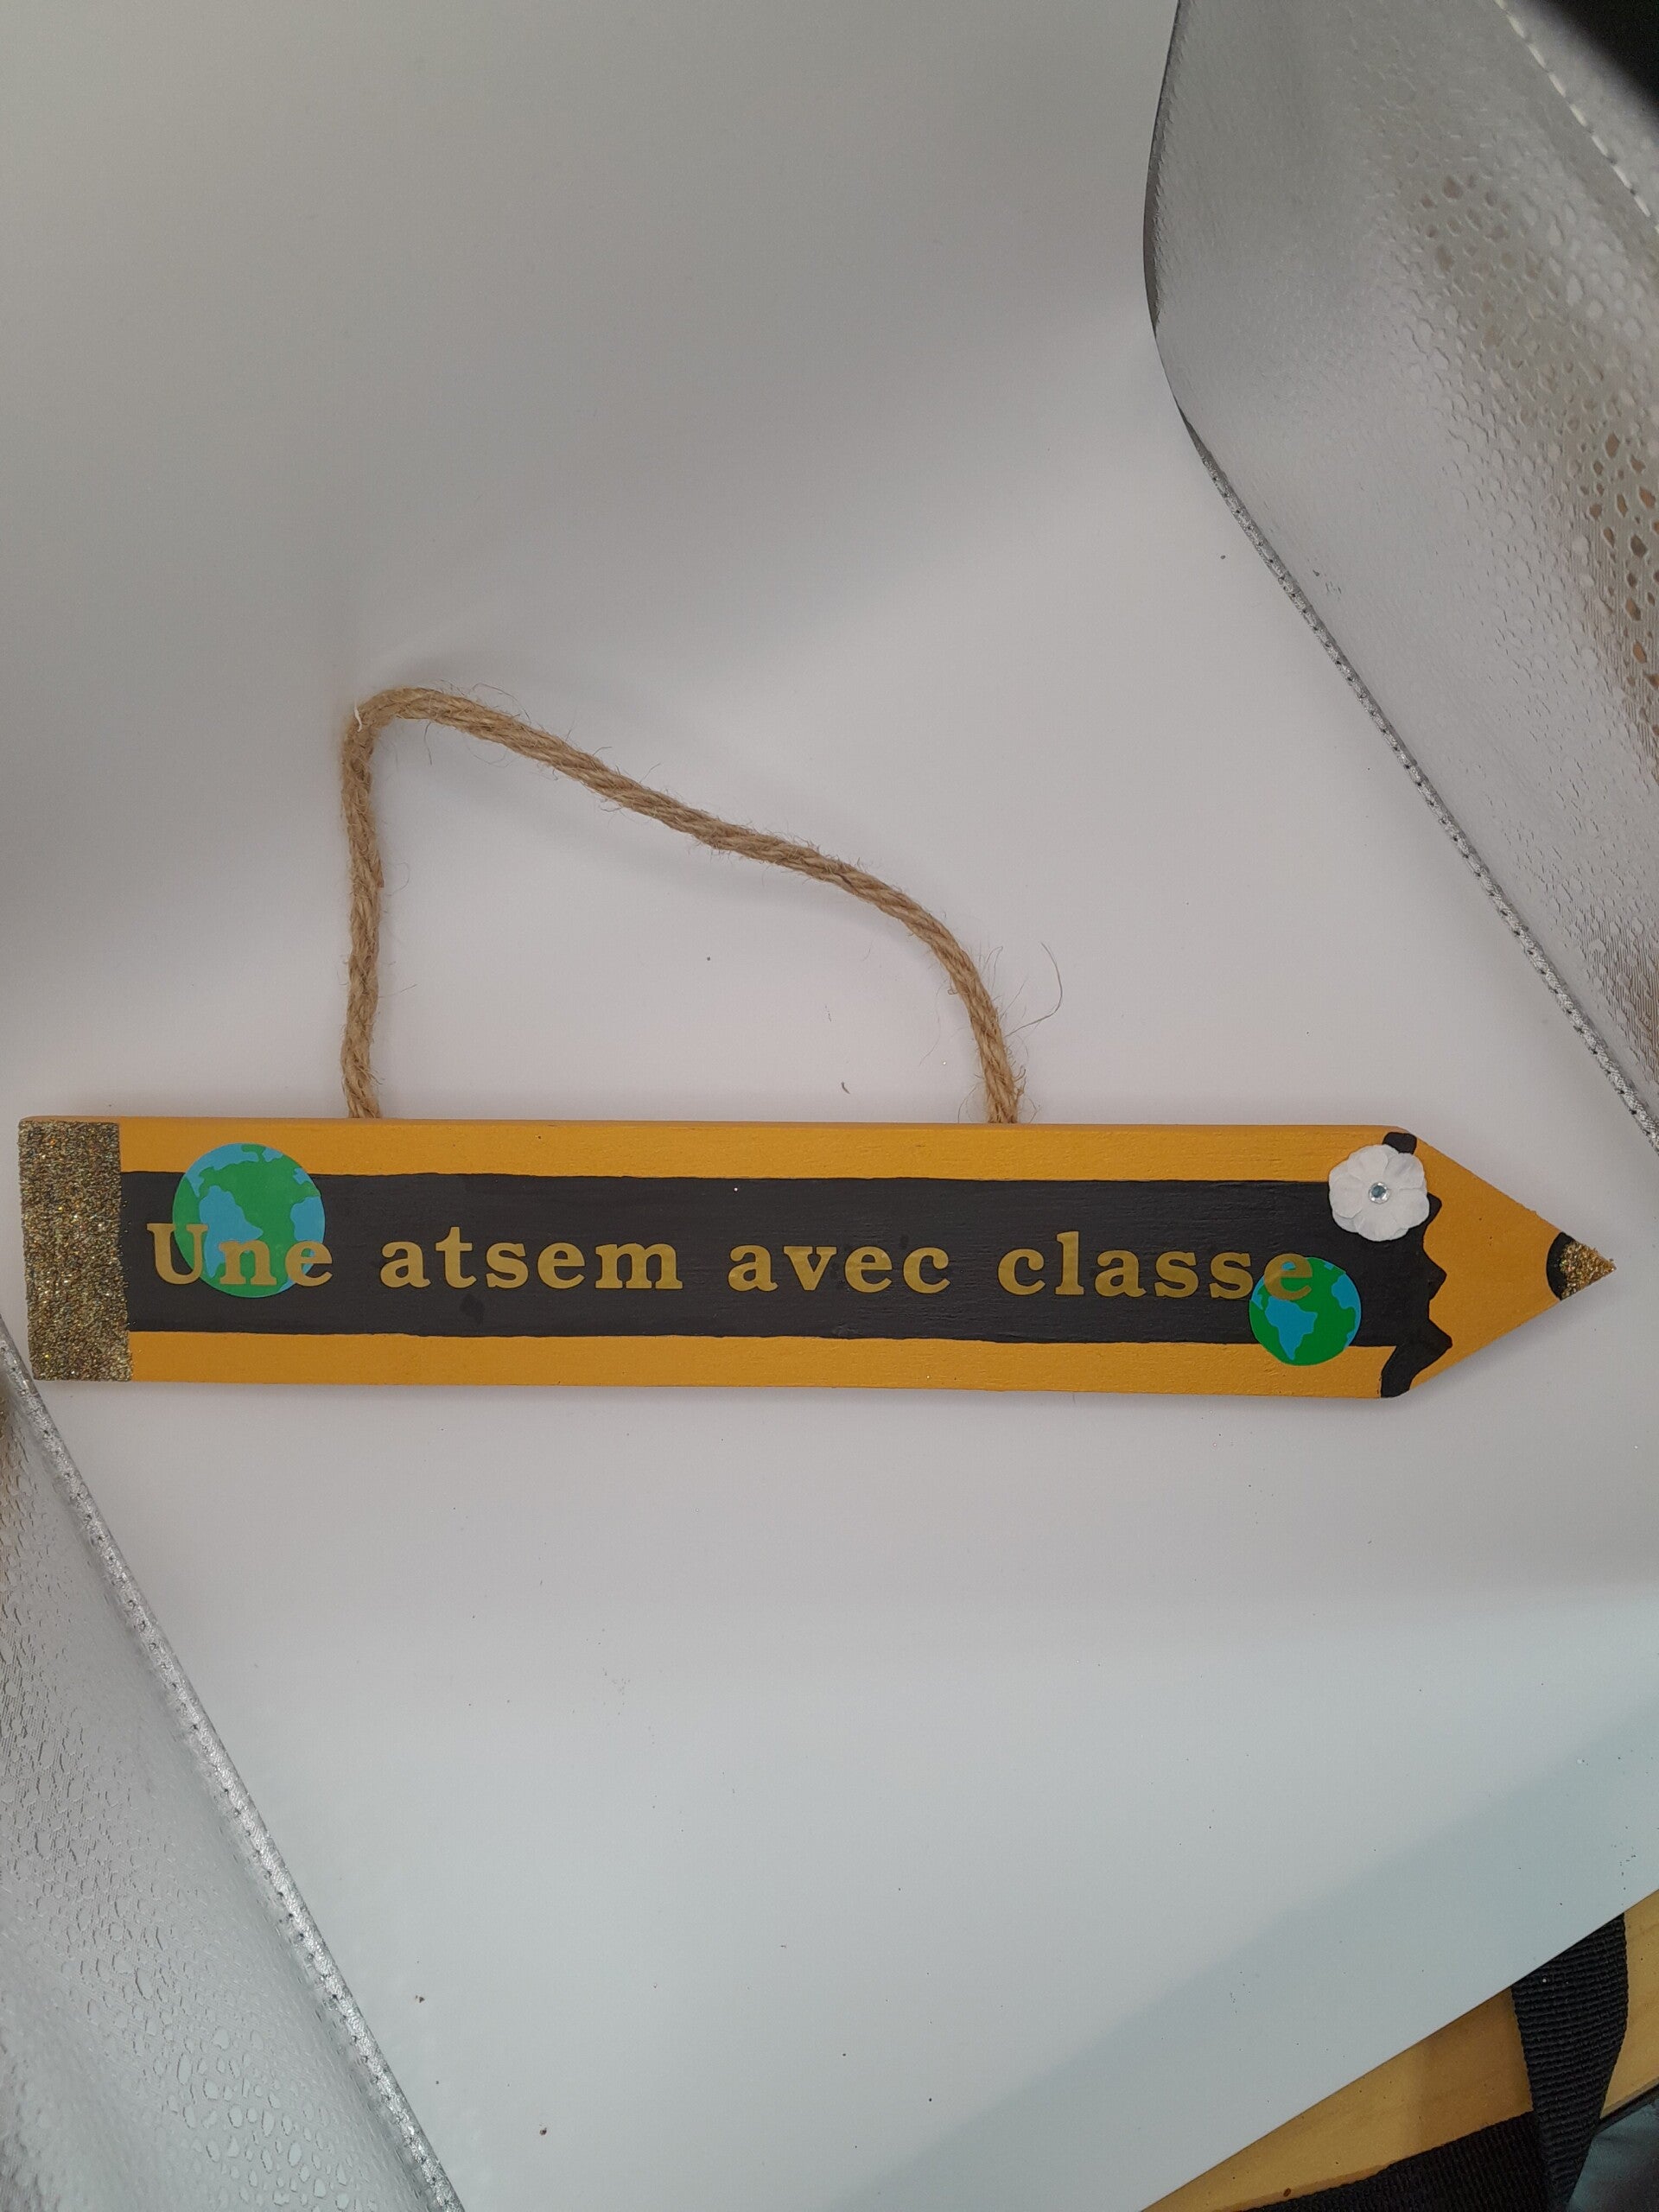 Une atsem avec classe